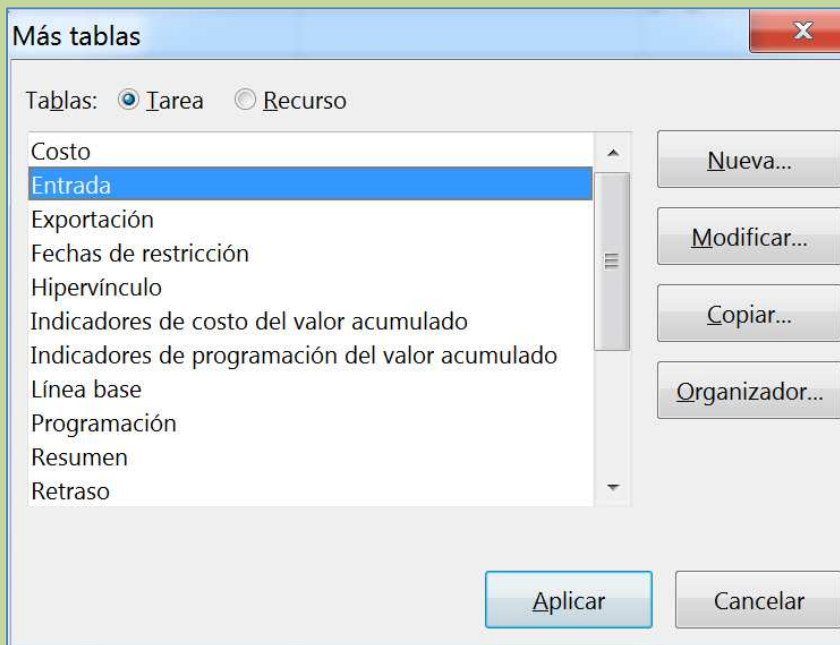 Más tablas
Tablas: Tarea Recurso
Costo
Entrada
Exportación
Fechas de restricción
Hipervínculo
Indicadores de costo del valor acumulado
Indicadores de programación del valor acumulado
Línea base
Programación
Resumen
Retraso
Nueva...
Modificar...
Copiar...
Organizador...
Aplicar Cancelar